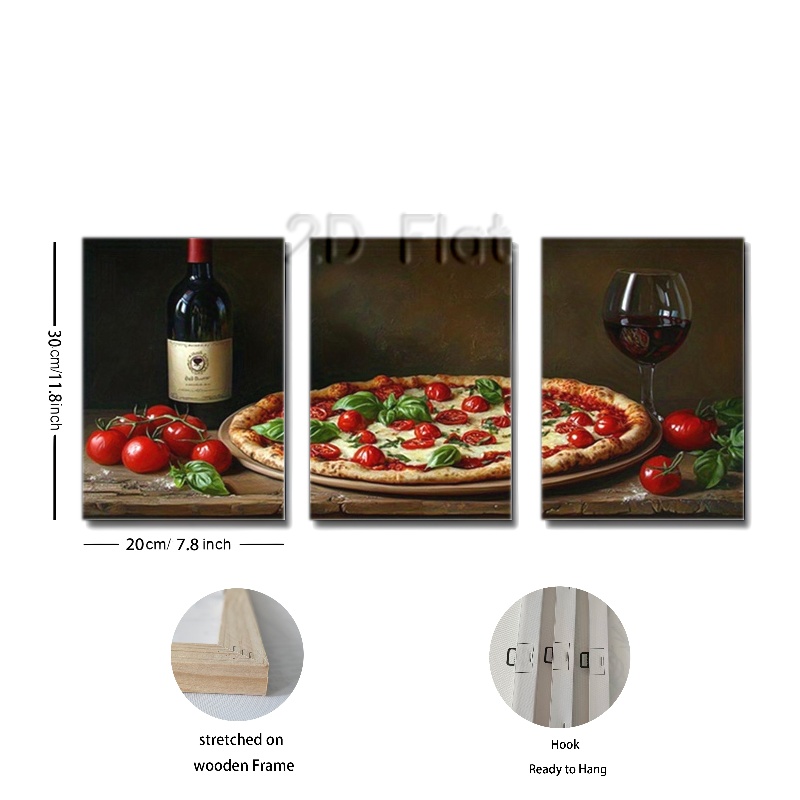 2D Flat
30cm/11.8inch
20cm/ 7.8 inch
stretched on
wooden Frame
Hook
Ready to Hang